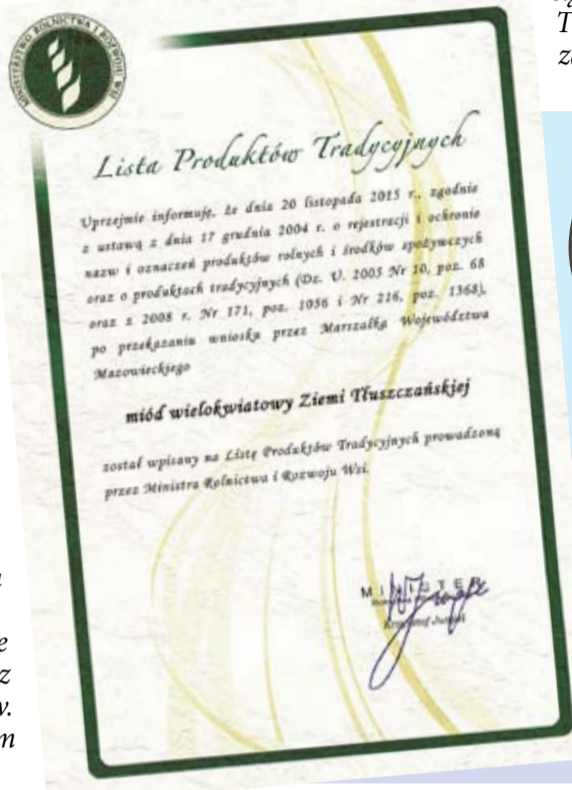 MINISTERSTWO ROLNICTWA I ROZWOJU WSI
Lista Produktów Tradycyjnych
Uprzejmie informuję, że dnia 20 listopada 2015 r., zgodnie
z ustawą z dnia 17 grudnia 2004 r. o rejestracji i ochronie
nazw i oznaczeń produktów rolnych i środków spożywczych
oraz o produktach tradycyjnych (Dz. U. 2005 Nr 10, poz. 68
oraz z 2008 r. Nr 171, poz. 1056 i Nr 216, poz. 1368),
po przekazaniu wniosku przez Marszałka Województwa
Mazowieckiego
miód wielokwiatowy Ziemi Tłuszczańskiej
został wpisany na Listę Produktów Tradycyjnych prowadzoną
przez Ministra Rolnictwa i Rozwoju Wsi.
MINISTER
T
z
e
z
w.
m